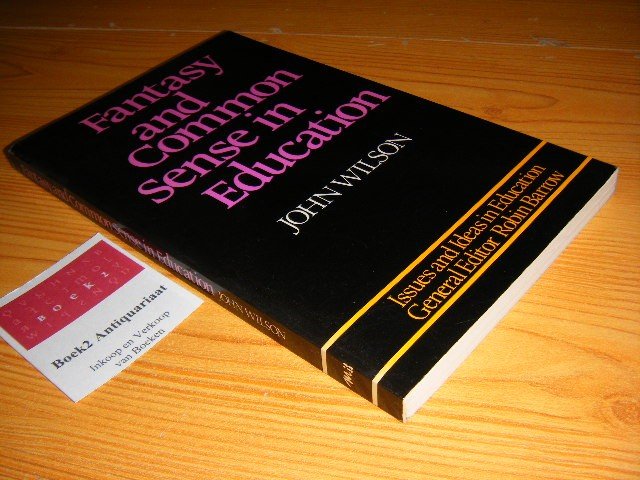 Fantasy
and
Common
sense in
Education
JOHN WILSON
Issues and Ideas in Education
General Editor Robin Barrow
and Common sense in Education JOHN WILSON
BOEK2
Boek2 Antiquariaat
Inkoop en Verkoop
van Boeken